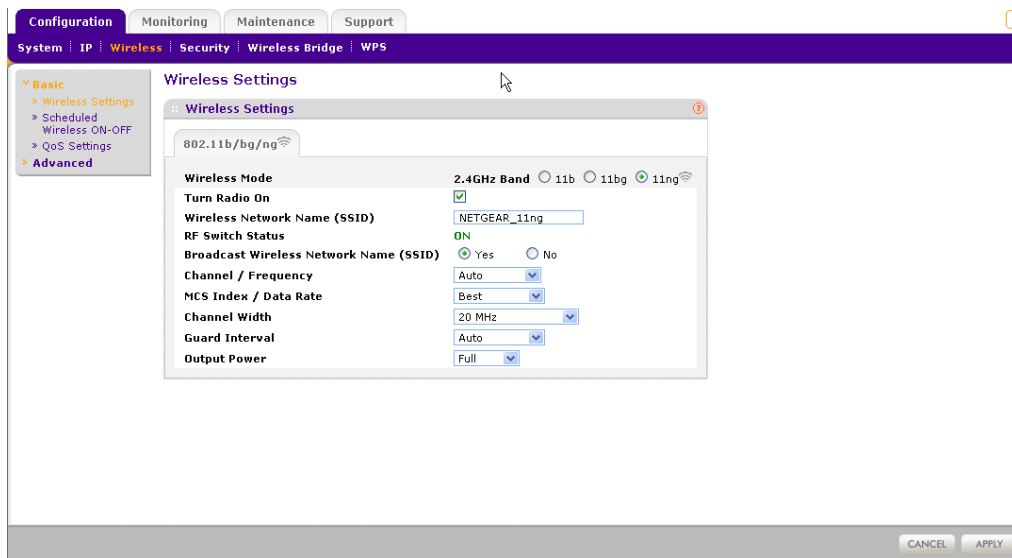 Configuration Monitoring Maintenance Support
System IP Wireless Security Wireless Bridge WPS
Basic
Wireless Settings
Scheduled
Wireless ON-OFF
QoS Settings
Advanced
Wireless Settings
Wireless Settings ?
802.11b/bg/ng
Wireless Mode 2.4GHz Band 11b 11bg 11ng
Turn Radio On
Wireless Network Name (SSID) NETGEAR_11ng
RF Switch Status ON
Broadcast Wireless Network Name (SSID) Yes No
Channel / Frequency Auto
MCS Index / Data Rate Best
Channel Width 20 MHz
Guard Interval Auto
Output Power Full
CANCEL APPLY